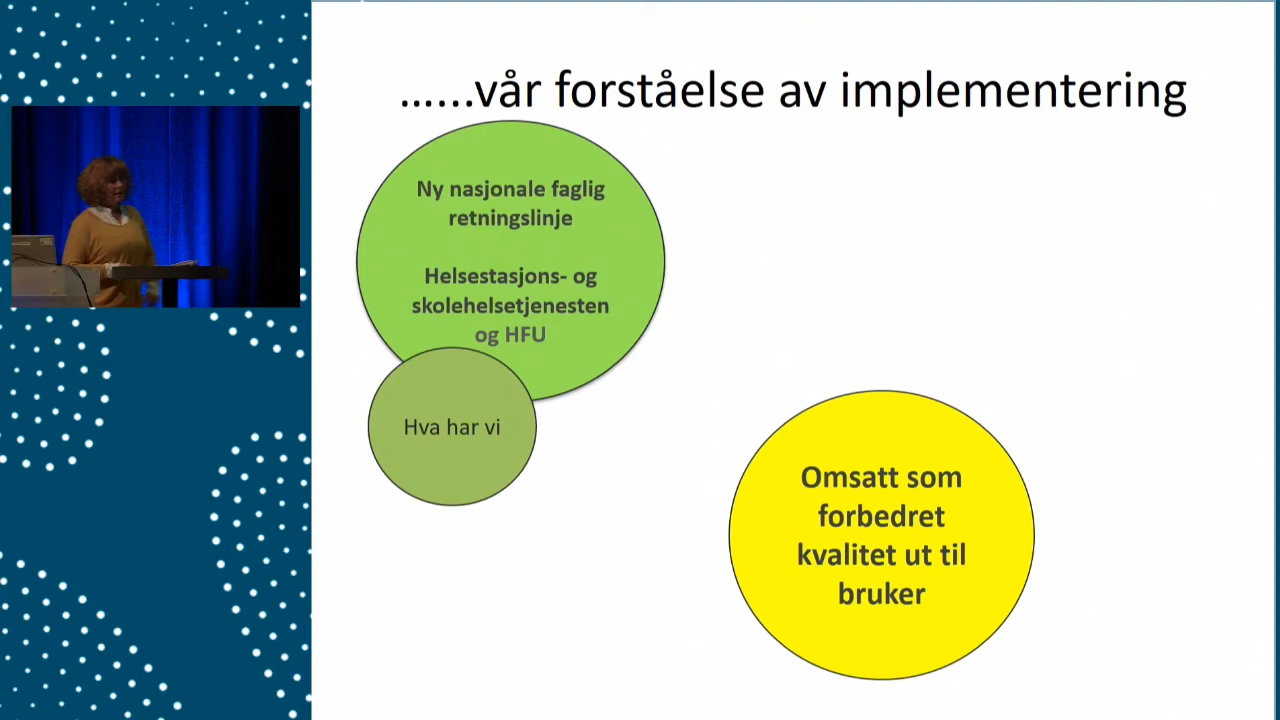 ......vår forståelse av implementering
Ny nasjonale faglig
retningslinje
Helsestasjons- og
skolehelsetjenesten
og HFU
Hva har vi
Omsatt som
forbedret
kvalitet ut til
bruker